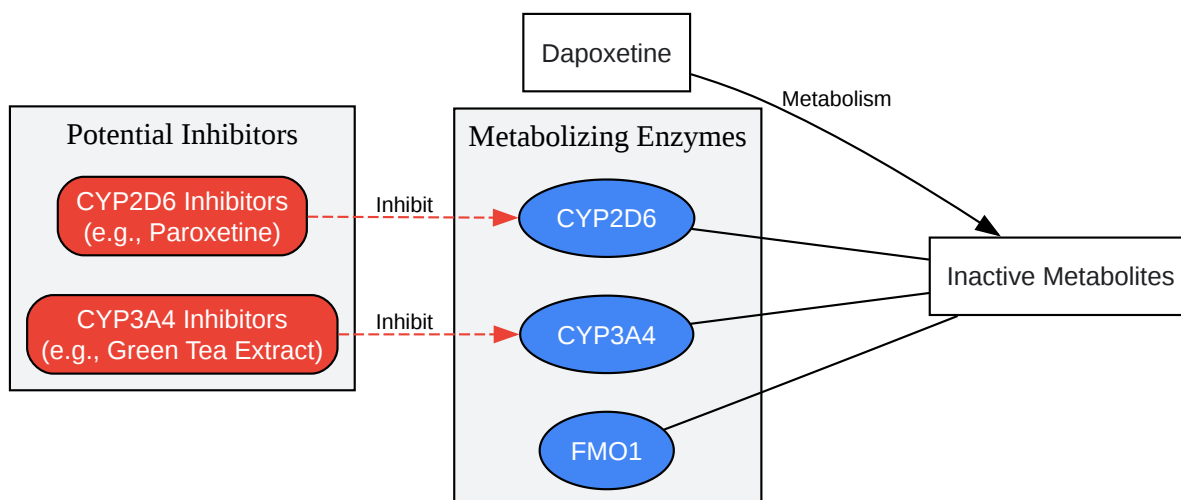 Dapoxetine
Metabolism
Potential Inhibitors
Metabolizing Enzymes
CYP2D6 Inhibitors
(e.g., Paroxetine)
Inhibit
CYP2D6
Inactive Metabolites
CYP3A4 Inhibitors
(e.g., Green Tea Extract)
Inhibit
CYP3A4
FMO1